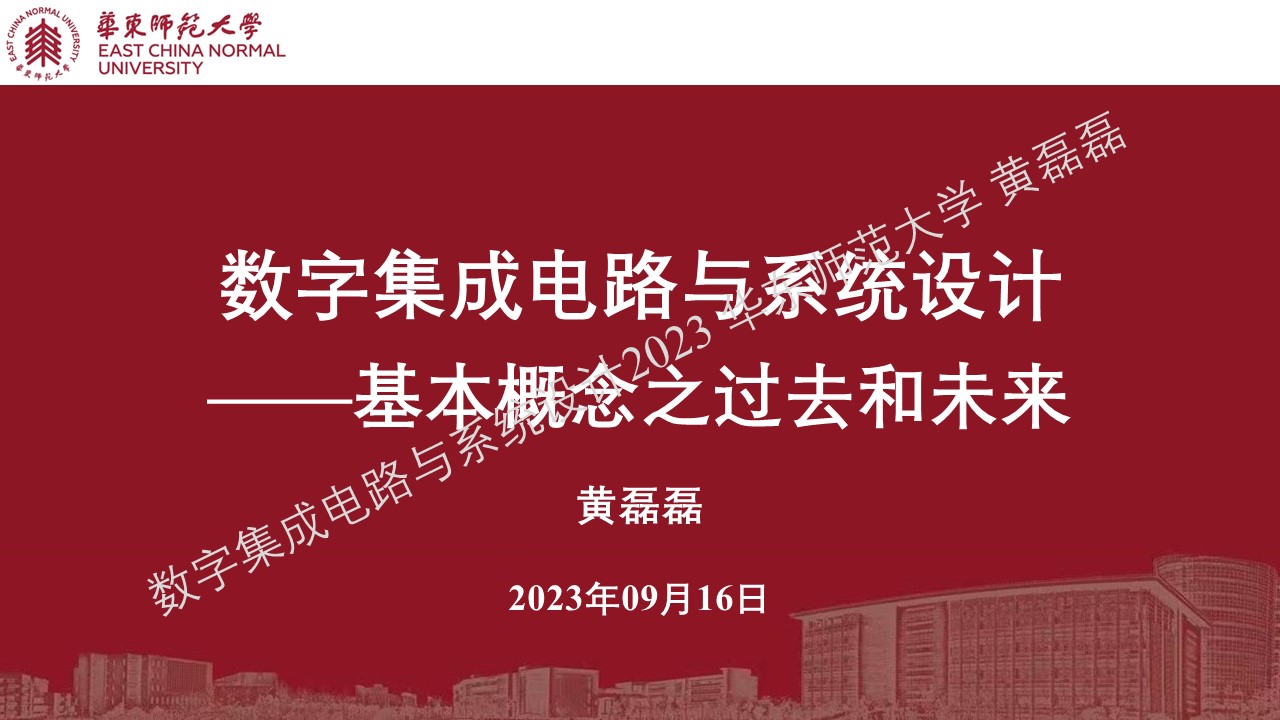 EAST CHINA NORMAL UNIVERSITY
華東師范大學
華東師范大學
EAST CHINA NORMAL
UNIVERSITY
数字集成电路与系统设计
——基本概念之过去和未来
黄磊磊
2023年09月16日
数字集成电路与系统设计2023 华东师范大学 黄磊磊